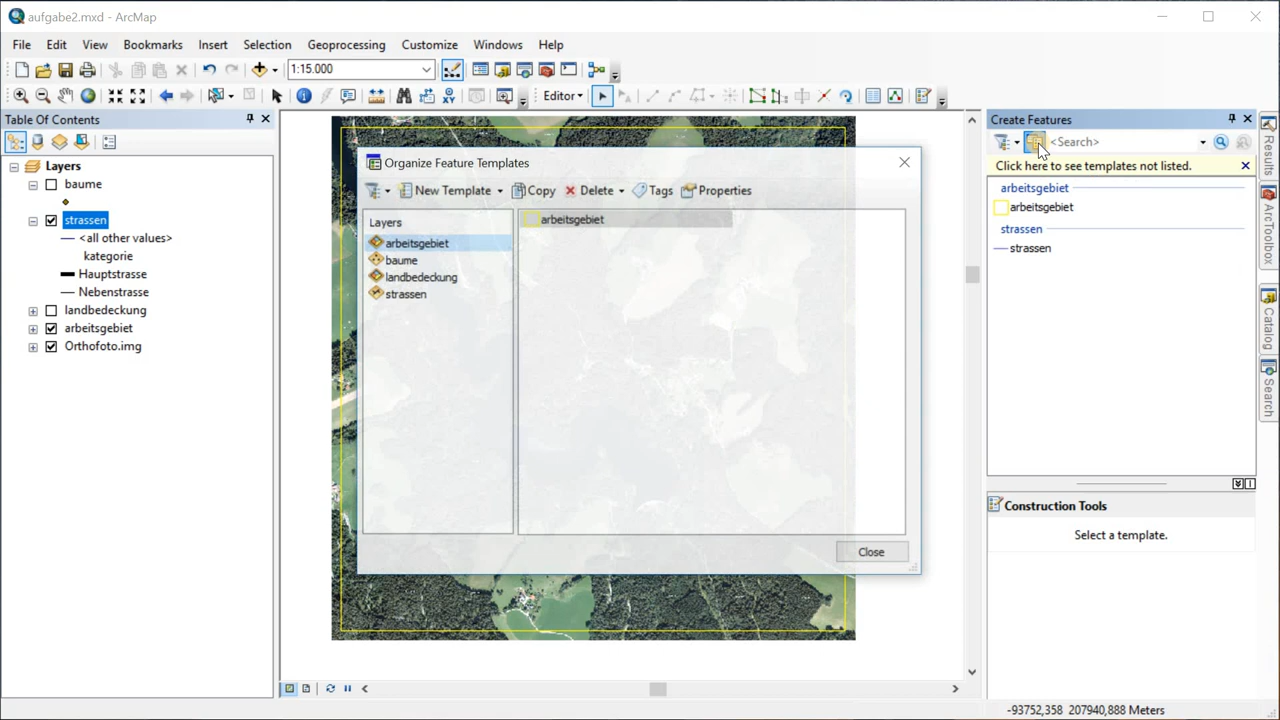 aufgabe2.mxd - ArcMap
File Edit View Bookmarks Insert Selection Geoprocessing Customize Windows Help
1:15.000
Editor
Table Of Contents
Layers
baume
strassen
<all other values>
kategorie
Hauptstrasse
Nebenstrasse
landbedeckung
arbeitsgebiet
Orthofoto.img
Organize Feature Templates
New Template Copy Delete Tags Properties
Layers
arbeitsgebiet
baume
landbedeckung
strassen
arbeitsgebiet
Close
Create Features
<Search>
Click here to see templates not listed.
arbeitsgebiet
arbeitsgebiet
strassen
strassen
Construction Tools
Select a template.
Results
ArcToolbox
Catalog
Search
-93752,358 207940,888 Meters